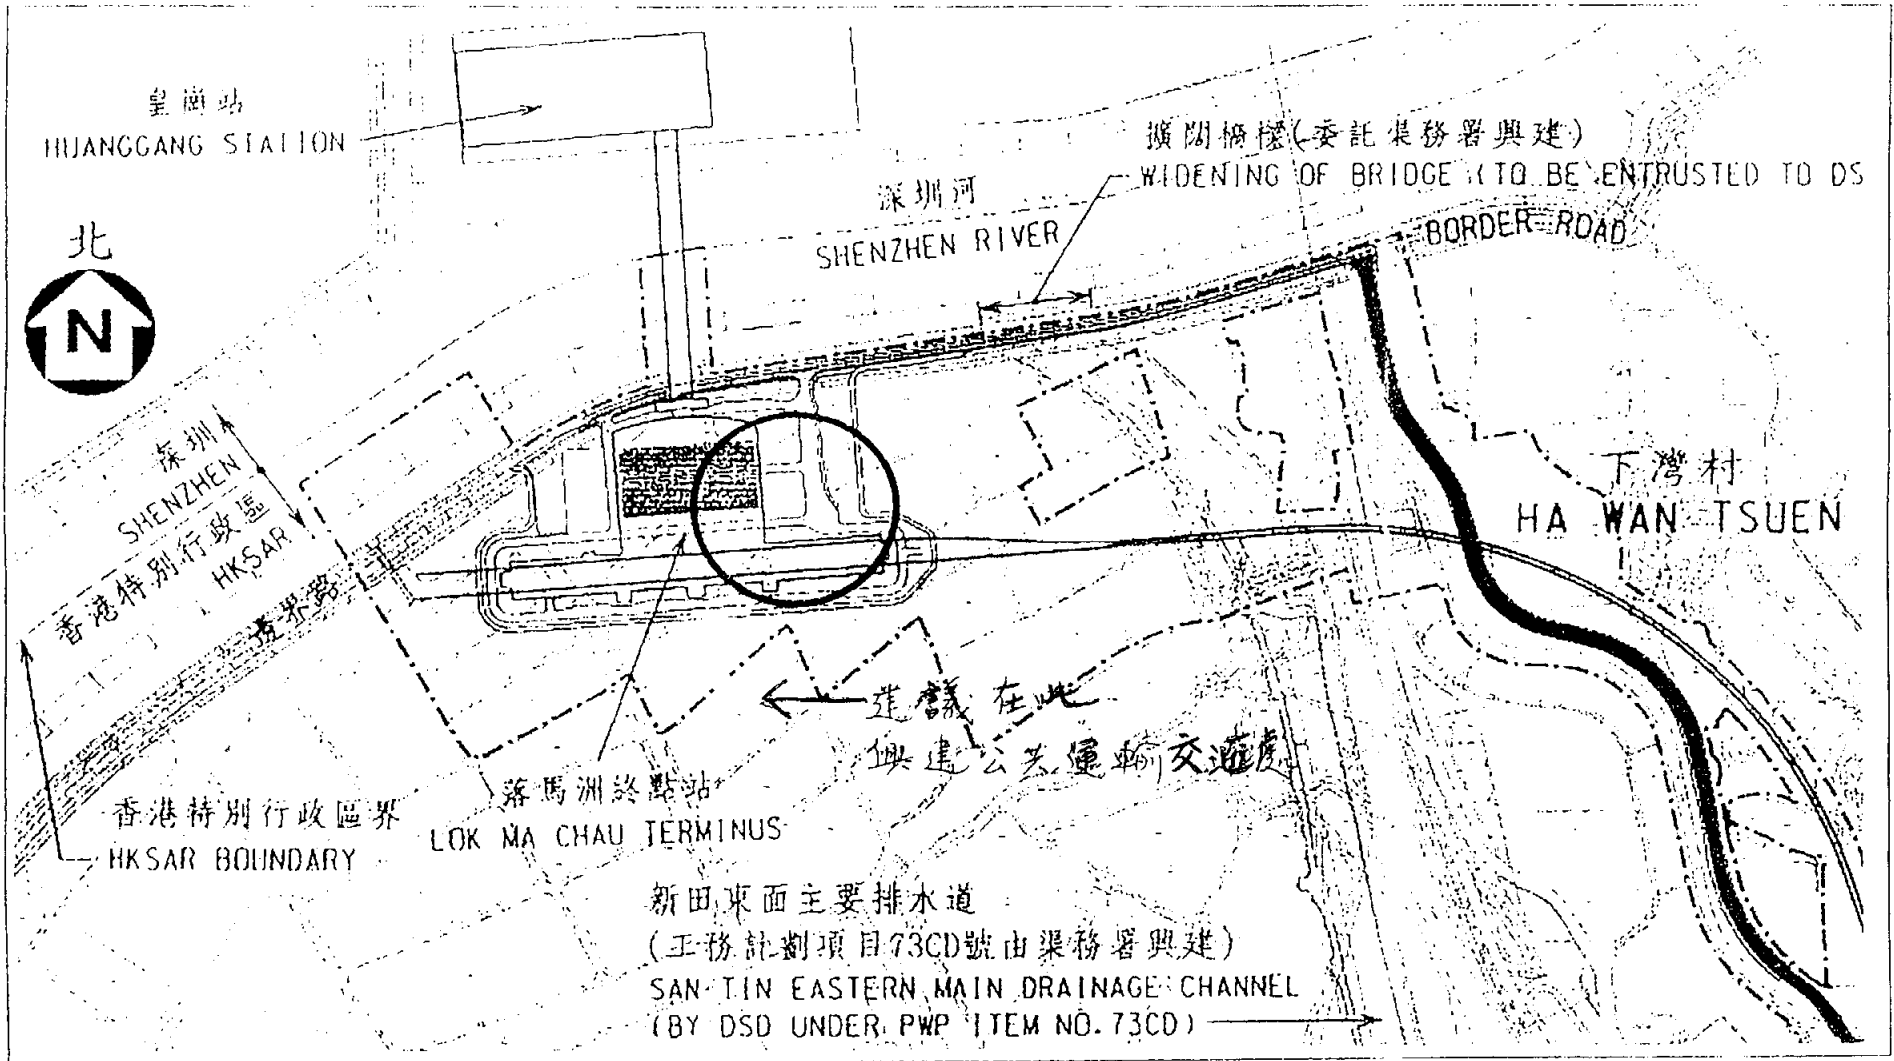 皇崗站
HUANGGANG STATION
擴闊橋樑(委託渠務署興建)
WIDENING OF BRIDGE (TO BE ENTRUSTED TO DS
深圳河
SHENZHEN RIVER
BORDER ROAD
北
N
深圳
SHENZHEN
香港特別行政區
HKSAR
邊界路
下灣村
HA WAN TSUEN
建議在此
興建公共運輸交匯處
落馬洲終點站
LOK MA CHAU TERMINUS
香港特別行政區界
HKSAR BOUNDARY
新田東面主要排水道
(工務計劃項目73CD號由渠務署興建)
SAN TIN EASTERN MAIN DRAINAGE CHANNEL
(BY DSD UNDER PWP ITEM NO.73CD)